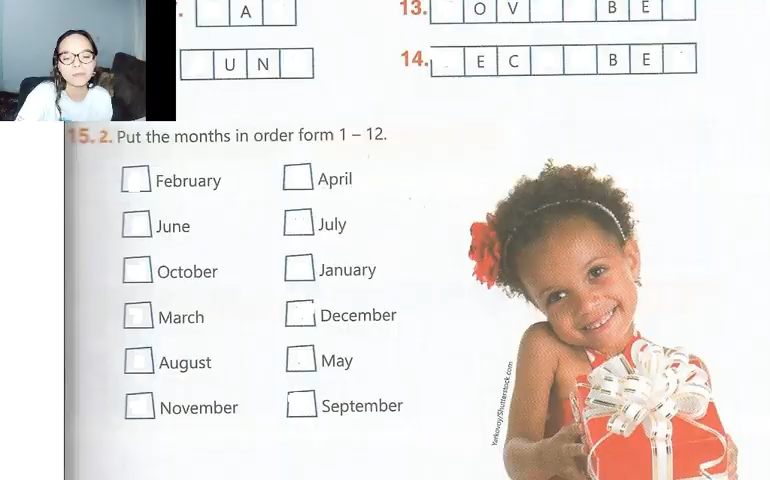 . A
13. O V B E
U N
14. E C B E
15. 2. Put the months in order form 1 – 12.
February April
June July
October January
March December
August May
November September
Yarkovoy/Shutterstock.com